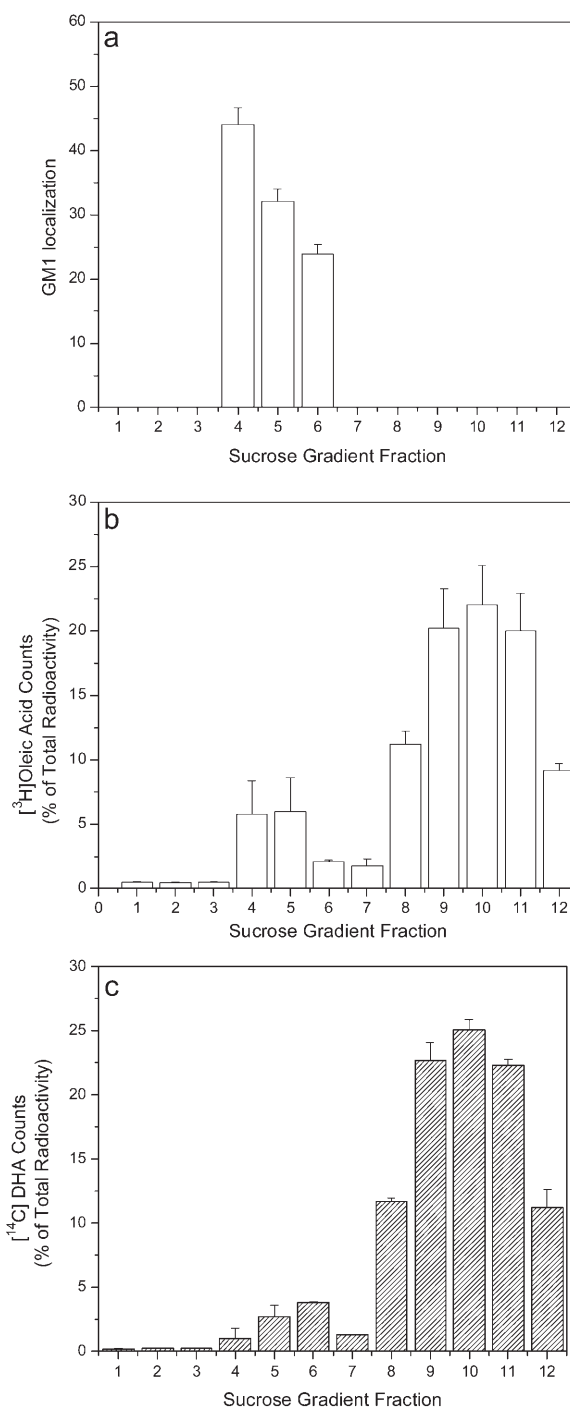 a
60
50
40
30
20
10
0
GM1 localization
1 2 3 4 5 6 7 8 9 10 11 12
Sucrose Gradient Fraction
b
30
25
20
15
10
5
0
[³H]Oleic Acid Counts
(% of Total Radioactivity)
0 1 2 3 4 5 6 7 8 9 10 11 12
Sucrose Gradient Fraction
c
30
25
20
15
10
5
0
[¹⁴C] DHA Counts
(% of Total Radioactivity)
1 2 3 4 5 6 7 8 9 10 11 12
Sucrose Gradient Fraction